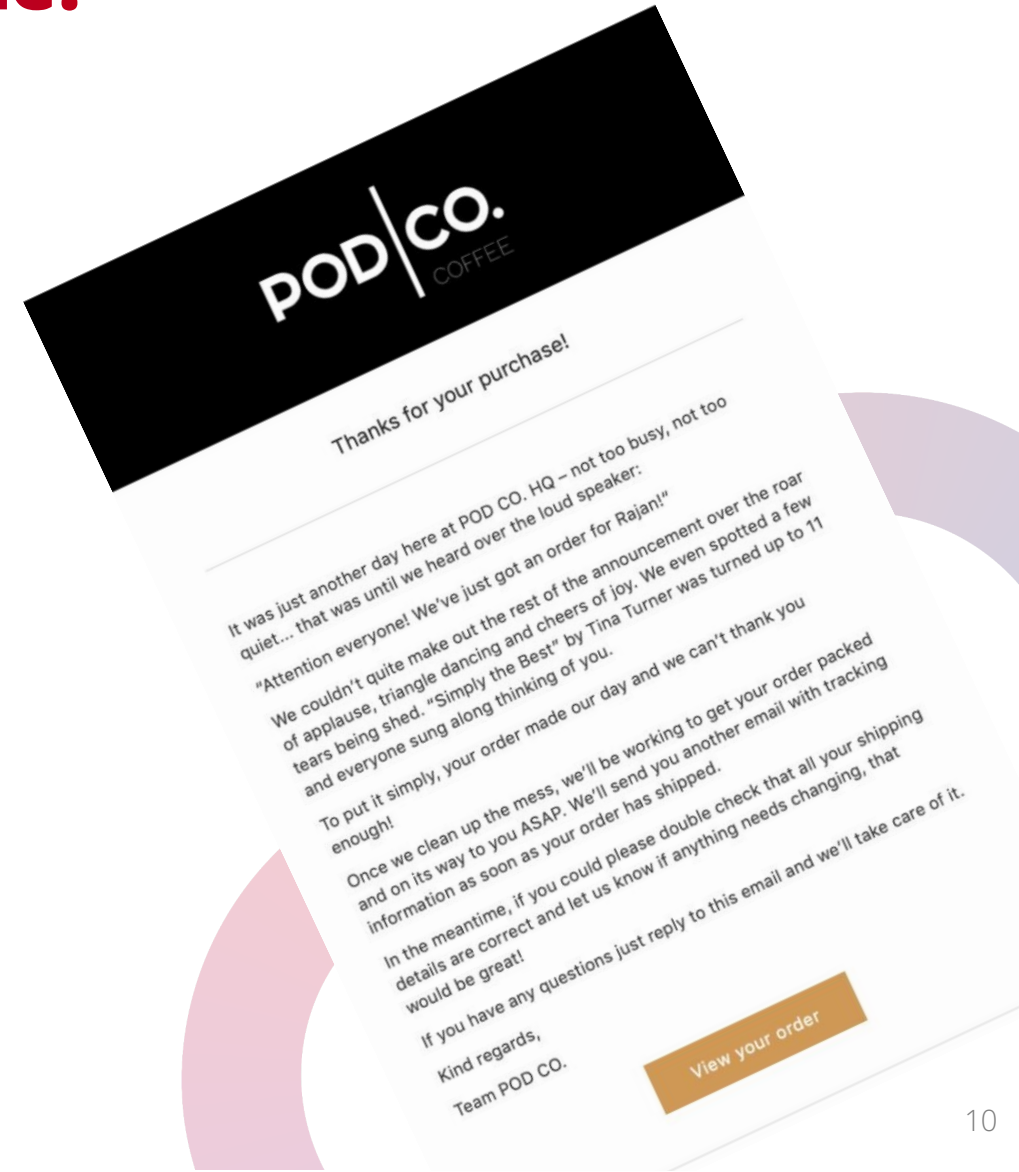 POD CO.
COFFEE
Thanks for your purchase!
It was just another day here at POD CO. HQ – not too busy, not too
quiet... that was until we heard over the loud speaker:
"Attention everyone! We've just got an order for Rajan!"
We couldn't quite make out the rest of the announcement over the roar
of applause, triangle dancing and cheers of joy. We even spotted a few
tears being shed. "Simply the Best" by Tina Turner was turned up to 11
and everyone sung along thinking of you.
To put it simply, your order made our day and we can't thank you
enough!
Once we clean up the mess, we'll be working to get your order packed
and on its way to you ASAP. We'll send you another email with tracking
information as soon as your order has shipped.
In the meantime, if you could please double check that all your shipping
details are correct and let us know if anything needs changing, that
would be great!
If you have any questions just reply to this email and we'll take care of it.
Kind regards,
Team POD CO.
View your order
10